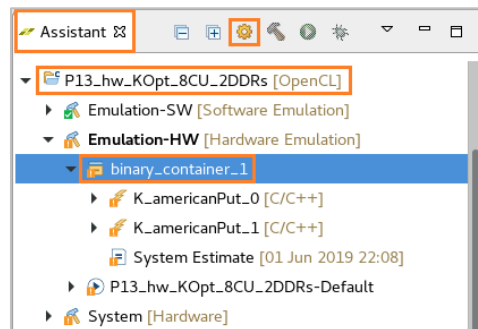 Assistant
P13_hw_KOpt_8CU_2DDRs [OpenCL]
Emulation-SW [Software Emulation]
Emulation-HW [Hardware Emulation]
binary_container_1
K_americanPut_0 [C/C++]
K_americanPut_1 [C/C++]
System Estimate [01 Jun 2019 22:08]
P13_hw_KOpt_8CU_2DDRs-Default
System [Hardware]